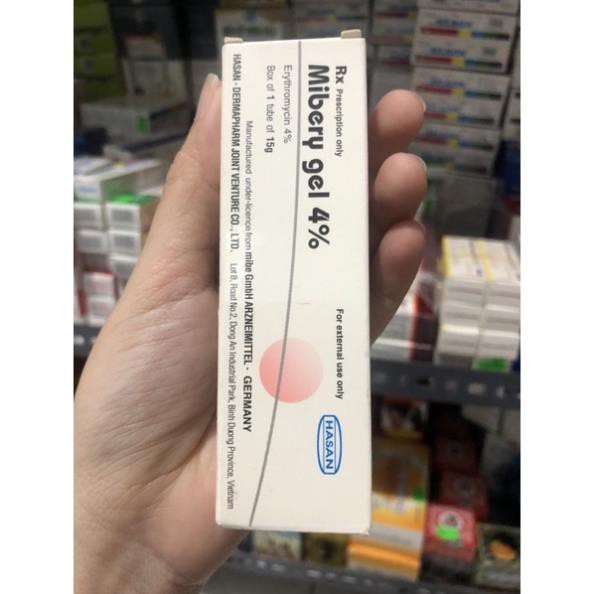 Rx Prescription only
Mibery gel 4%
Erythromycin 4%
Box of 1 tube of 15g
For external use only
HASAN
Manufactured under-licence from mibe GmbH ARZNEIMITTEL - GERMANY
HASAN - DERMAPHARM JOINT VENTURE CO., LTD. Lot B, Road No.2, Dong An Industrial Park, Binh Duong Province, Vietnam